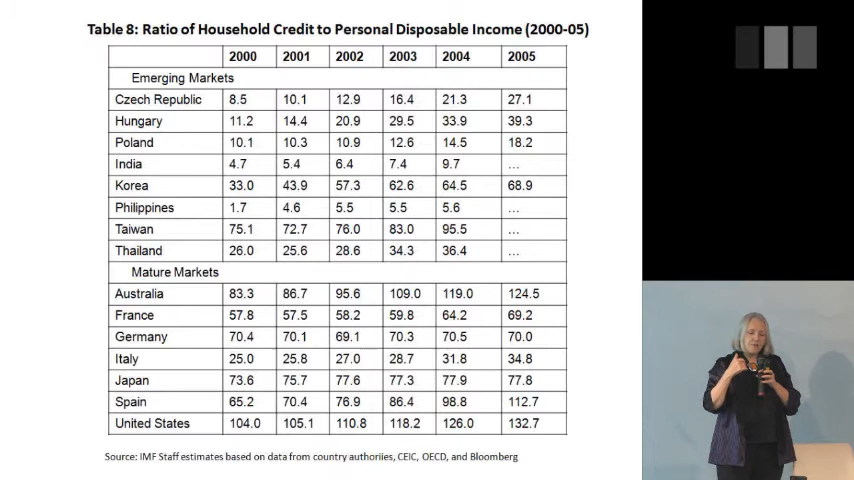 Table 8: Ratio of Household Credit to Personal Disposable Income (2000-05)
2000 2001 2002 2003 2004 2005
Emerging Markets
Czech Republic 8.5 10.1 12.9 16.4 21.3 27.1
Hungary 11.2 14.4 20.9 29.5 33.9 39.3
Poland 10.1 10.3 10.9 12.6 14.5 18.2
India 4.7 5.4 6.4 7.4 9.7 ...
Korea 33.0 43.9 57.3 62.6 64.5 68.9
Philippines 1.7 4.6 5.5 5.5 5.6 ...
Taiwan 75.1 72.7 76.0 83.0 95.5 ...
Thailand 26.0 25.6 28.6 34.3 36.4 ...
Mature Markets
Australia 83.3 86.7 95.6 109.0 119.0 124.5
France 57.8 57.5 58.2 59.8 64.2 69.2
Germany 70.4 70.1 69.1 70.3 70.5 70.0
Italy 25.0 25.8 27.0 28.7 31.8 34.8
Japan 73.6 75.7 77.6 77.3 77.9 77.8
Spain 65.2 70.4 76.9 86.4 98.8 112.7
United States 104.0 105.1 110.8 118.2 126.0 132.7
Source: IMF Staff estimates based on data from country authoriies, CEIC, OECD, and Bloomberg